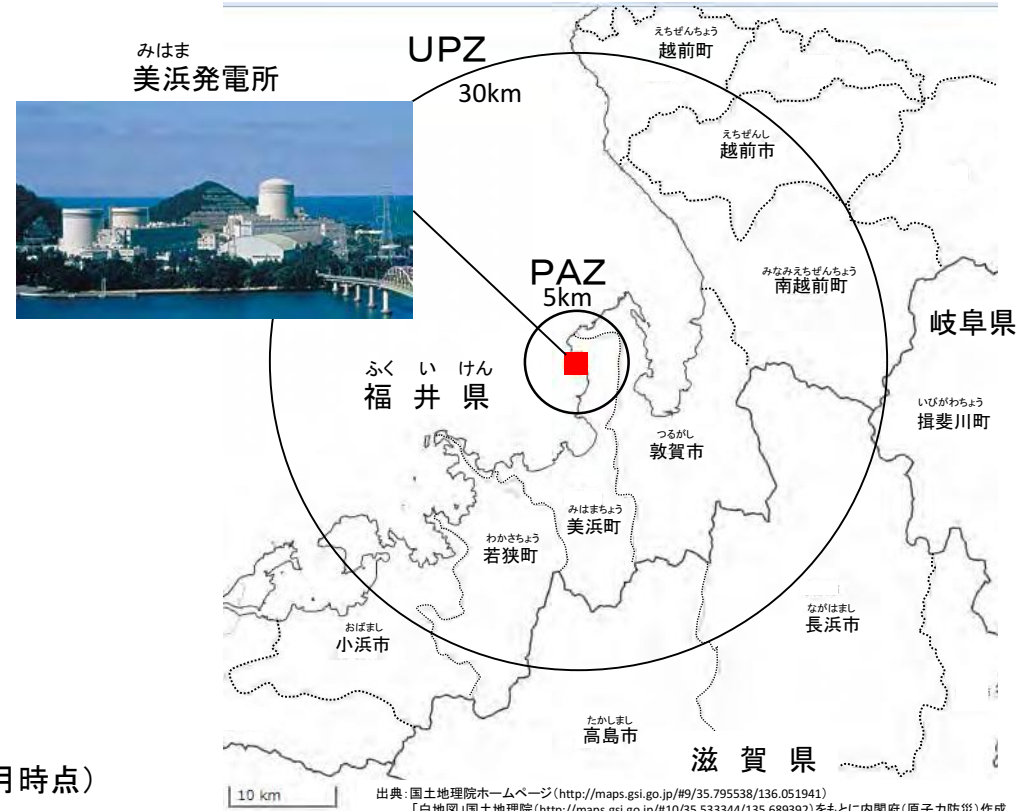 みはま
美浜発電所
UPZ
30km
えちぜんちょう
越前町
えちぜんし
越前市
みなみえちぜんちょう
南越前町
PAZ
5km
岐阜県
ふくいけん
福井県
いびがわちょう
揖斐川町
つるがし
敦賀市
みはまちょう
美浜町
わかさちょう
若狭町
おばまし
小浜市
ながはまし
長浜市
たかしまし
高島市
滋賀県
月時点）
10 km
出典：国土地理院ホームページ（http://maps.gsi.go.jp/#9/35.795538/136.051941）
「白地図」国土地理院（http://maps.gsi.go.jp/#10/35.533344/135.689392）をもとに内閣府（原子力防災）作成